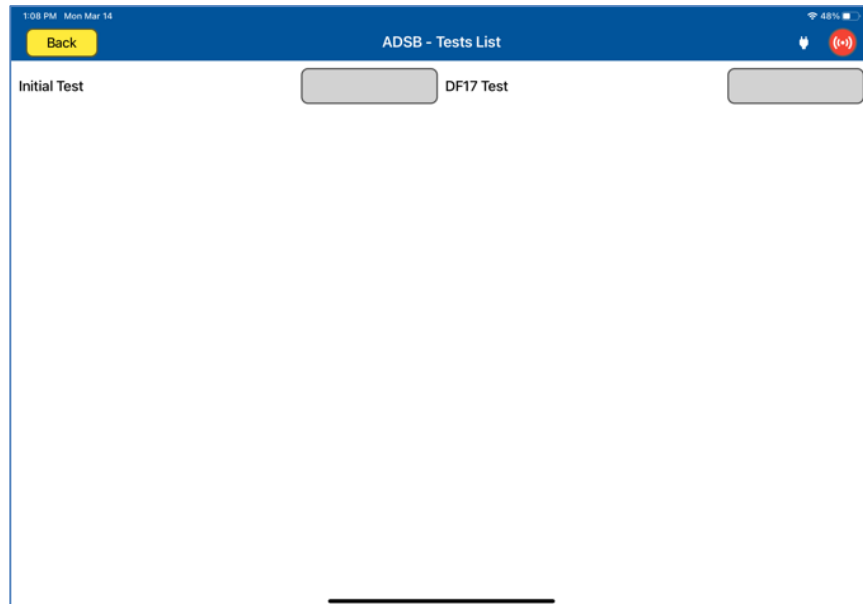 1:08 PM Mon Mar 14
48%
Back
ADSB - Tests List
Initial Test
DF17 Test